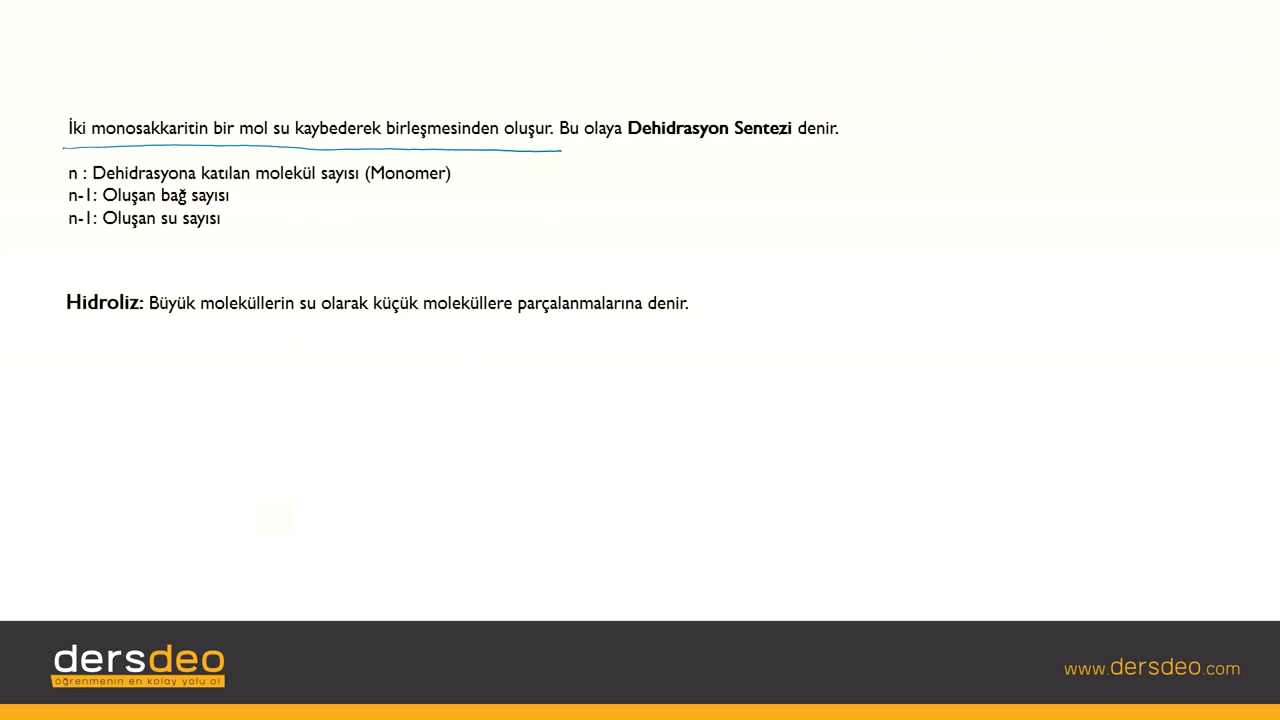 İki monosakkaritin bir mol su kaybederek birleşmesinden oluşur. Bu olaya Dehidrasyon Sentezi denir.
n : Dehidrasyona katılan molekül sayısı (Monomer)
n-1: Oluşan bağ sayısı
n-1: Oluşan su sayısı
Hidroliz: Büyük moleküllerin su olarak küçük moleküllere parçalanmalarına denir.
dersdeo
öğrenmenin en kolay yolu o!
www.dersdeo.com